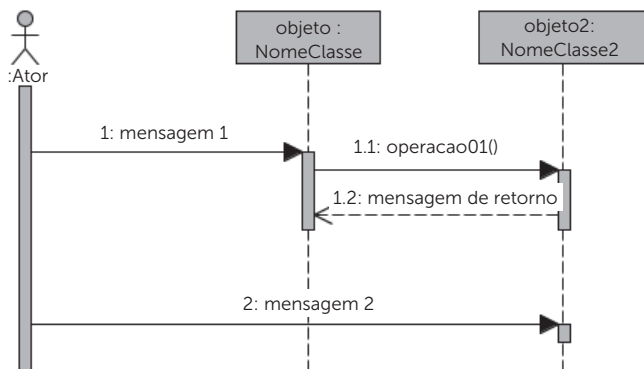 objeto :
NomeClasse
objeto2:
NomeClasse2
:Ator
1: mensagem 1
1.1: operacao01()
1.2: mensagem de retorno
2: mensagem 2